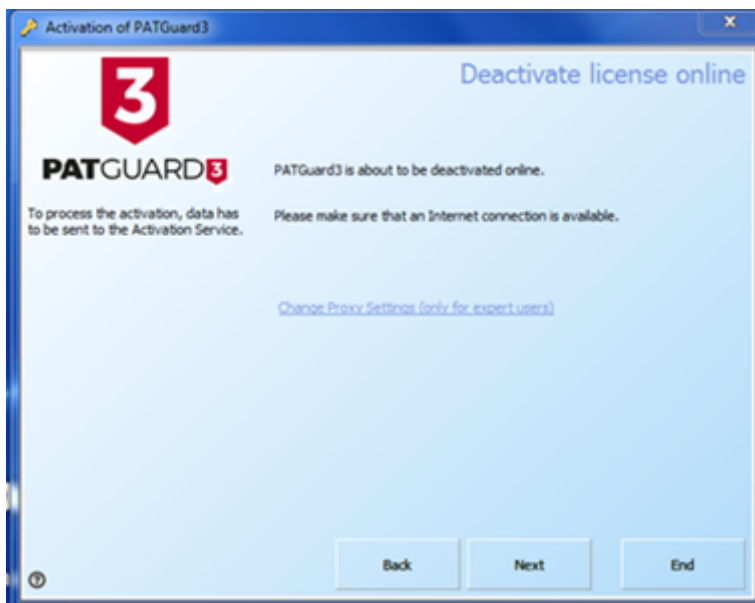 Activation of PATGuard3
x
Deactivate license online
3
PATGUARD3
To process the activation, data has
to be sent to the Activation Service.
PATGuard3 is about to be deactivated online.
Please make sure that an Internet connection is available.
Change Proxy Settings (only for expert users)
Back
Next
End
?